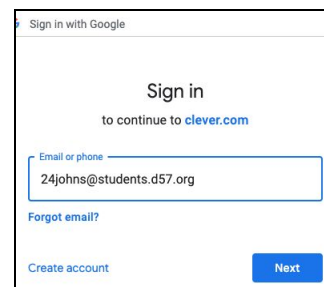 Sign in with Google
Sign in
to continue to clever.com
Email or phone
24johns@students.d57.org
Forgot email?
Create account
Next